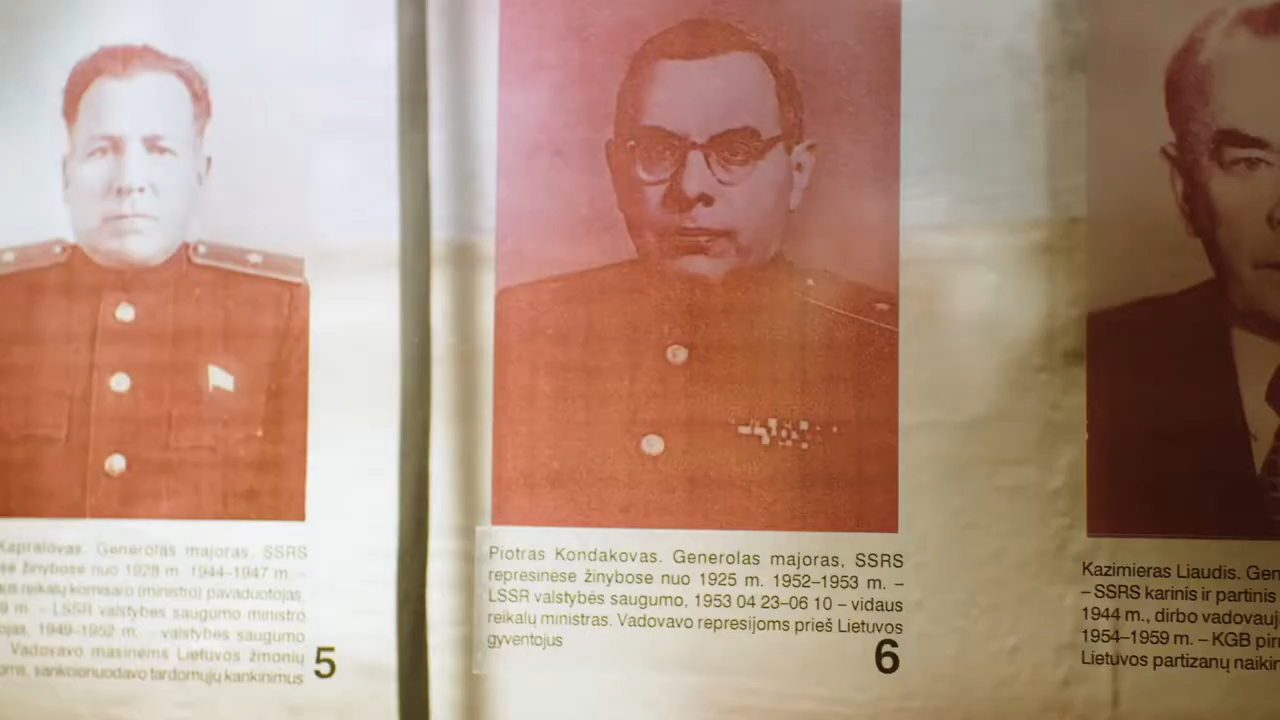 Kapralovas. Generolas majoras, SSRS
žinybose nuo 1928 m. 1944–1947 m. –
reikalų komisaro (ministro) pavaduotojas,
m. – LSSR valstybės saugumo ministro
1949–1952 m. – valstybės saugumo
Vadovavo masinėms Lietuvos žmonių
sankcionuodavo tardomųjų kankinimus
5
Piotras Kondakovas. Generolas majoras, SSRS
represinėse žinybose nuo 1925 m. 1952–1953 m. –
LSSR valstybės saugumo, 1953 04 23–06 10 – vidaus
reikalų ministras. Vadovavo represijoms prieš Lietuvos
gyventojus
6
Kazimieras Liaudis. Gen
– SSRS karinis ir partinis
1944 m., dirbo vadovauj
1954–1959 m. – KGB pir
Lietuvos partizanų naikin